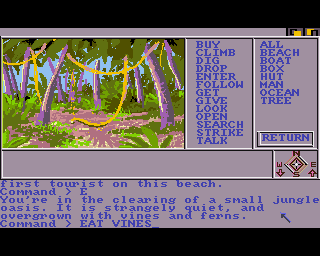 BUY
CLIMB
DIG
DROP
ENTER
FOLLOW
GET
GIVE
LOOK
OPEN
SEARCH
STRIKE
TALK
ALL
BEACH
BOAT
BOX
HUT
MAN
OCEAN
TREE
RETURN
N
W E
S
first tourist on this beach.
Command > E
You're in the clearing of a small jungle
oasis. It is strangely quiet, and
overgrown with vines and ferns.
Command > EAT VINES_